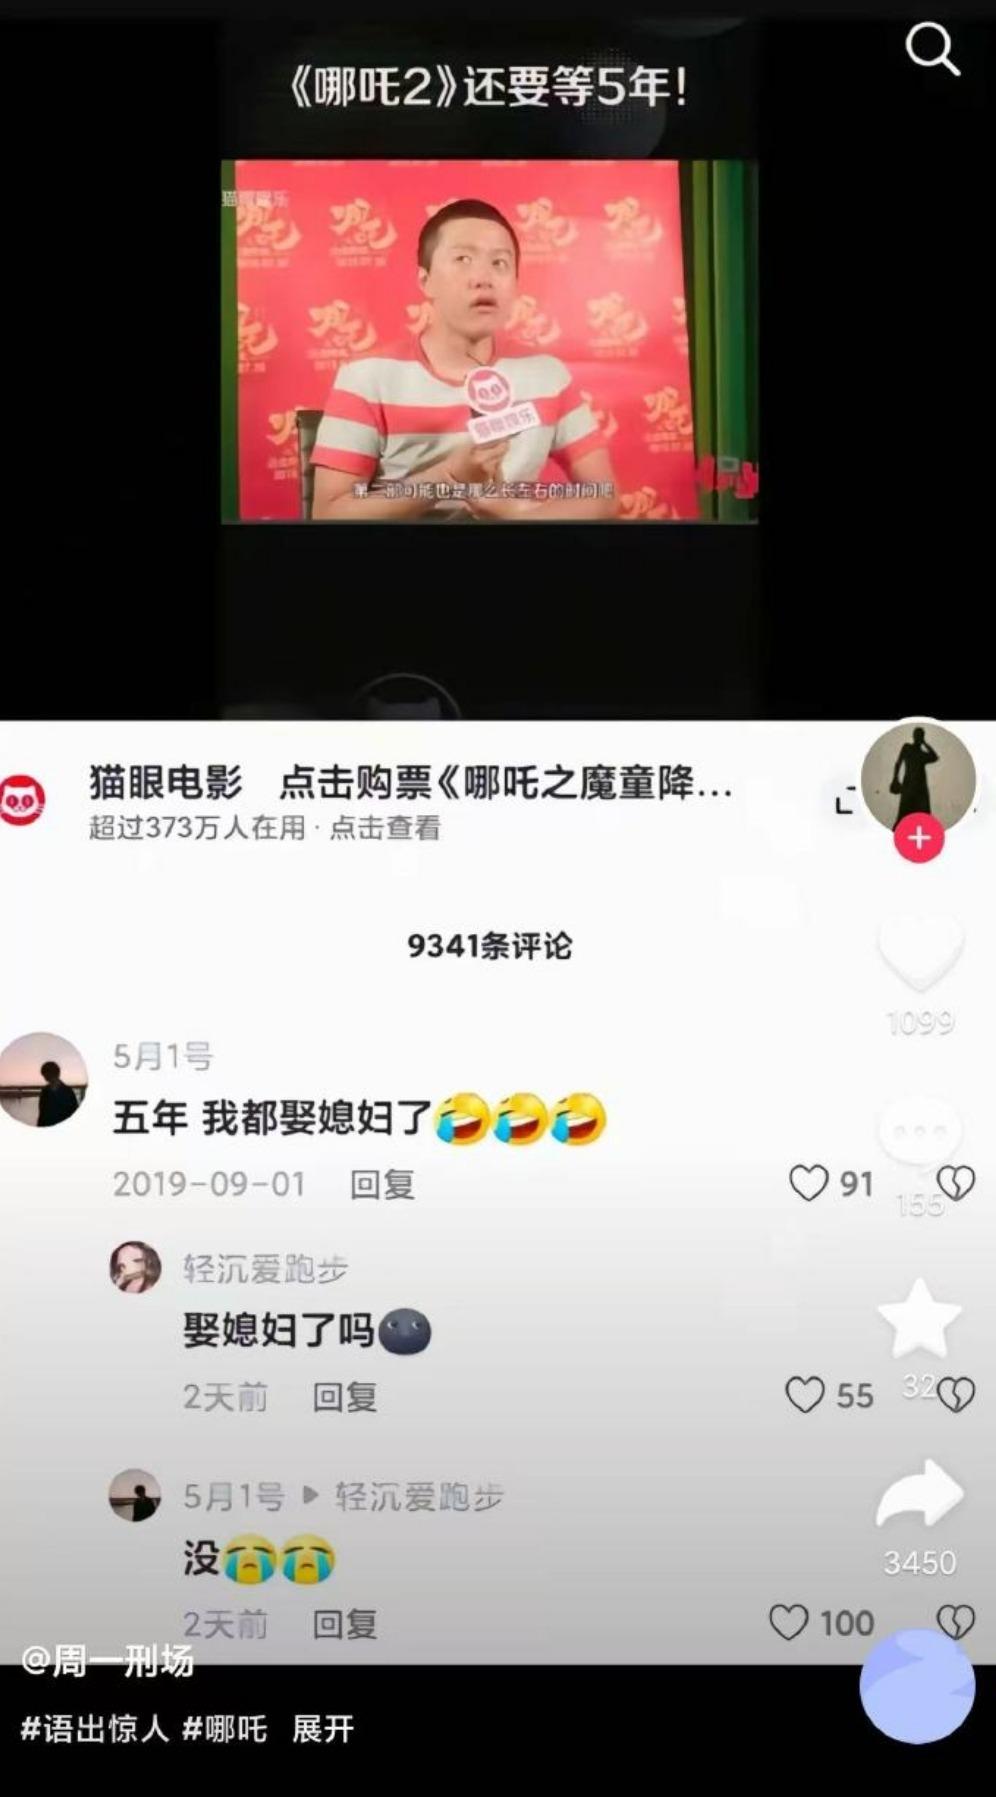 《哪吒2》还要等5年!
猫眼娱乐
猫眼娱乐
第二部可能也是那么长左右的时间吧
猫眼电影 点击购票《哪吒之魔童降...
超过373万人在用·点击查看
9341条评论
1099
5月1号
五年 我都娶媳妇了🤣🤣🤣
2019-09-01 回复 91
155
轻沉爱跑步
娶媳妇了吗🌚
2天前 回复 55
32
5月1号 ▶ 轻沉爱跑步
没😭😭
3450
2天前 回复 100
@周一刑场
#语出惊人 #哪吒 展开